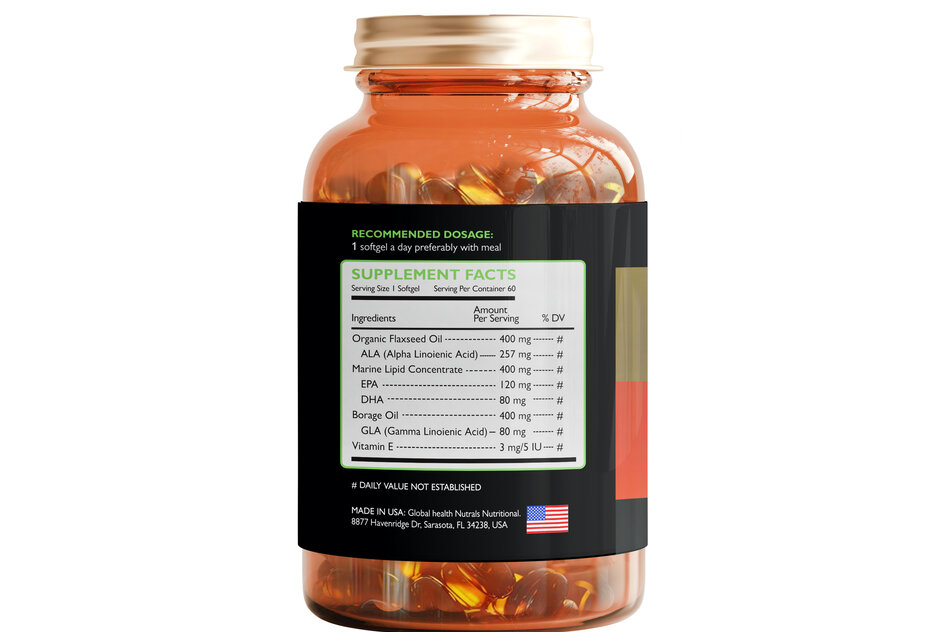 RECOMMENDED DOSAGE:
1 softgel a day preferably with meal
SUPPLEMENT FACTS
Serving Size 1 Softgel Serving Per Container 60
Ingredients Amount Per Serving % DV
Organic Flaxseed Oil 400 mg #
ALA (Alpha Linoienic Acid) 257 mg #
Marine Lipid Concentrate 400 mg #
EPA 120 mg #
DHA 80 mg #
Borage Oil 400 mg #
GLA (Gamma Linoienic Acid) 80 mg #
Vitamin E 3 mg/5 IU #
# DAILY VALUE NOT ESTABLISHED
MADE IN USA: Global health Nutrals Nutritional.
8877 Havenridge Dr, Sarasota, FL 34238, USA